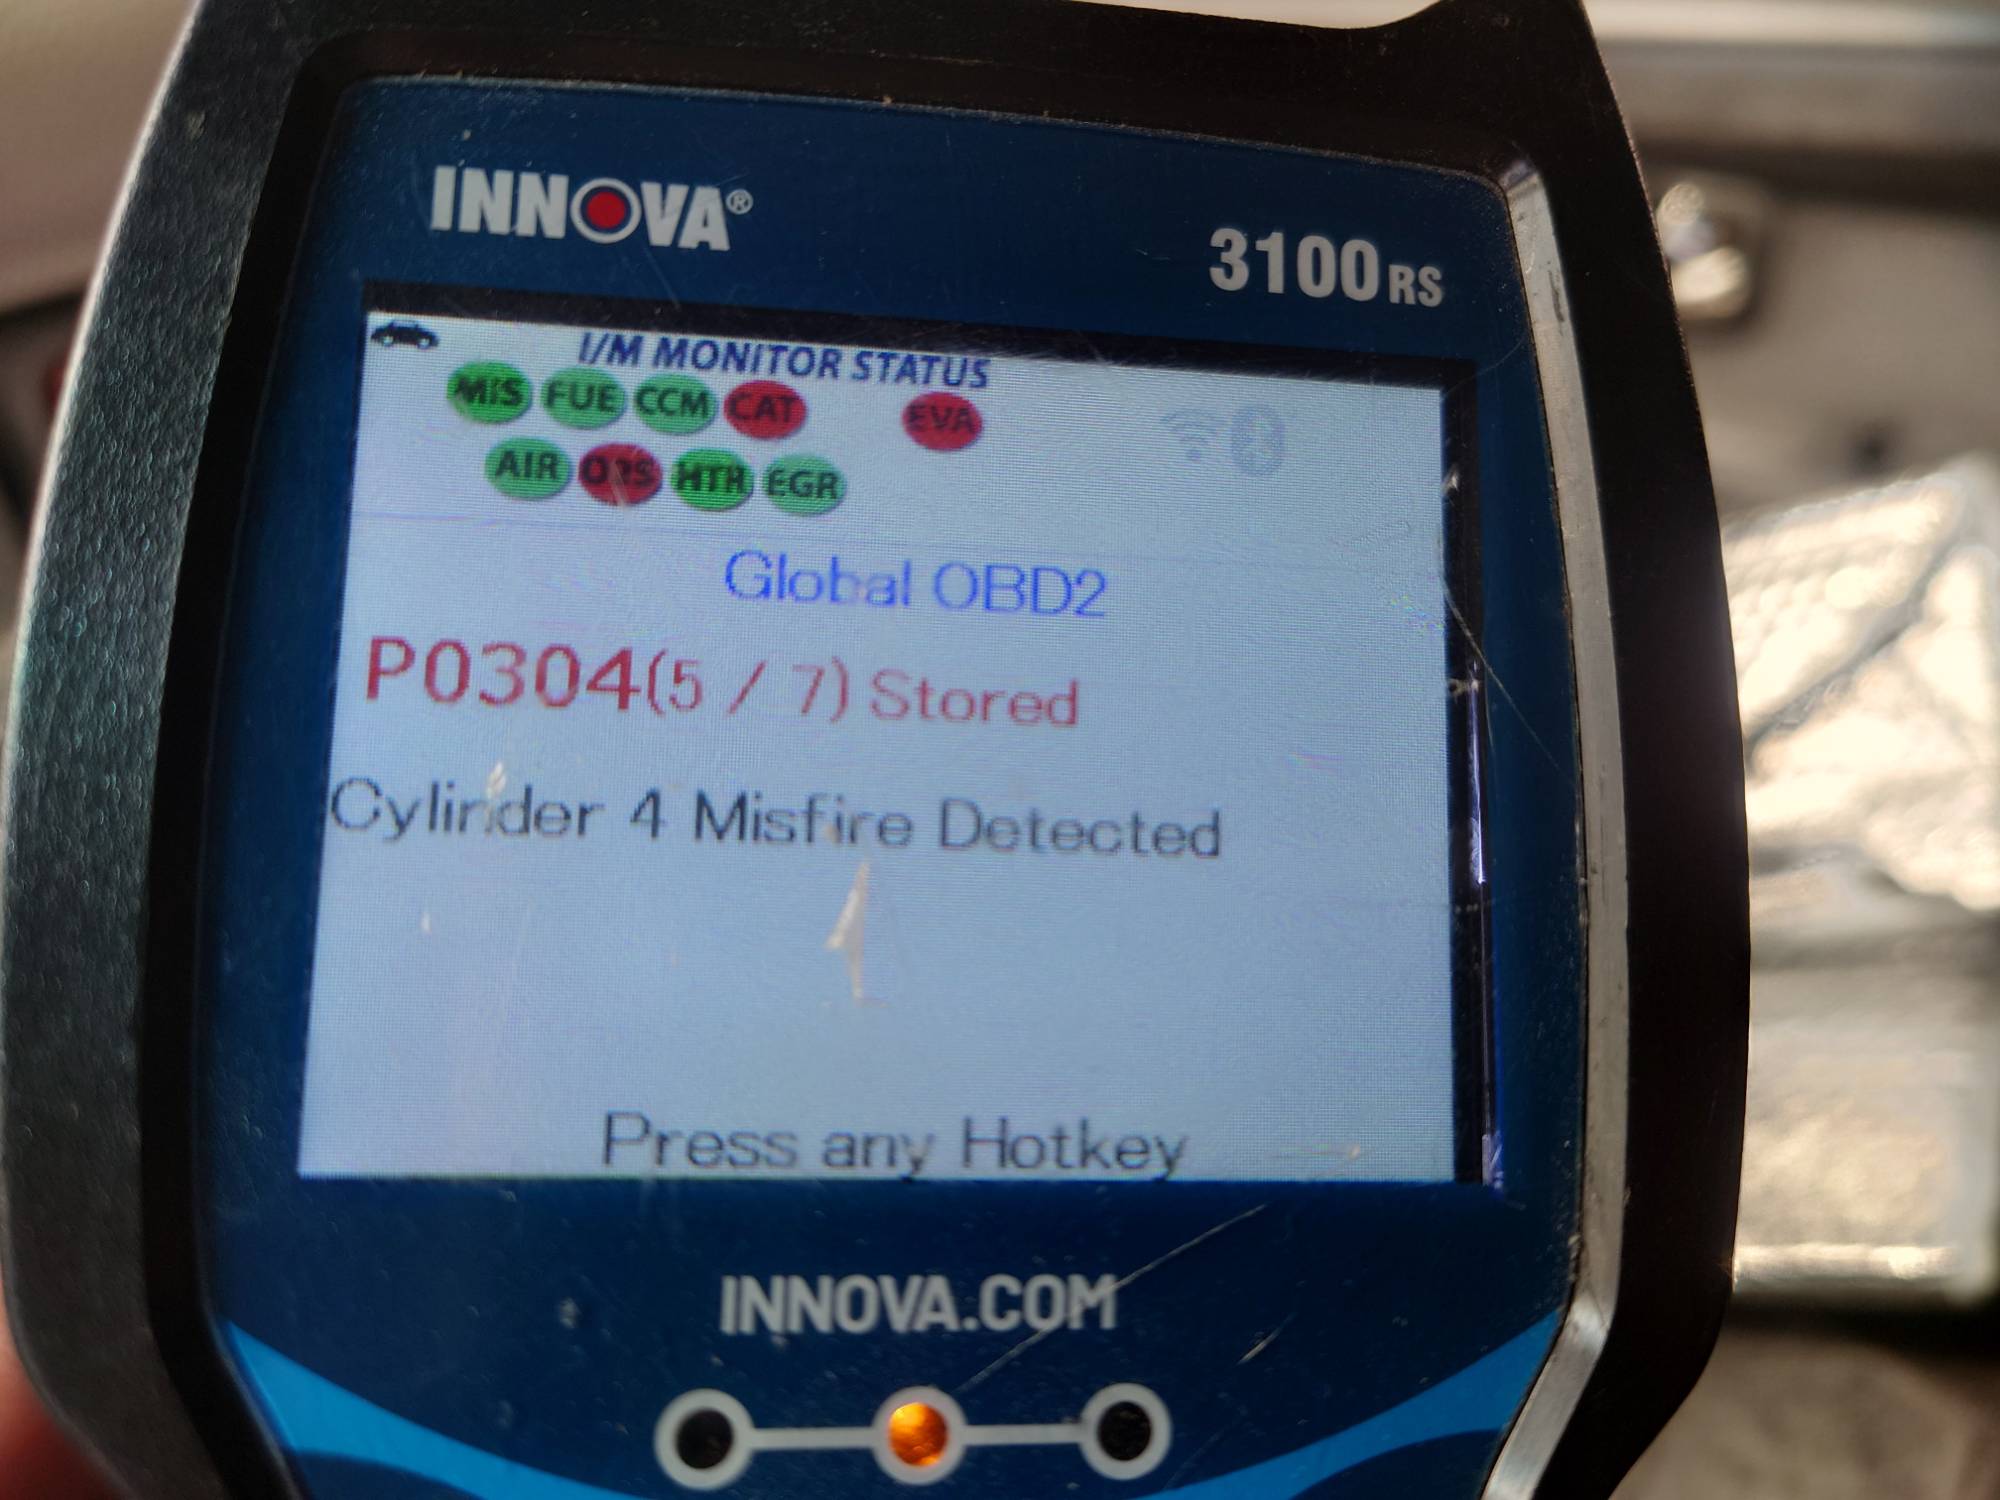 INNOVA®
3100RS
I/M MONITOR STATUS
MIS FUE CCM CAT EVA
AIR O2S HTR EGR
Global OBD2
P0304(5 / 7) Stored
Cylinder 4 Misfire Detected
Press any Hotkey
INNOVA.COM